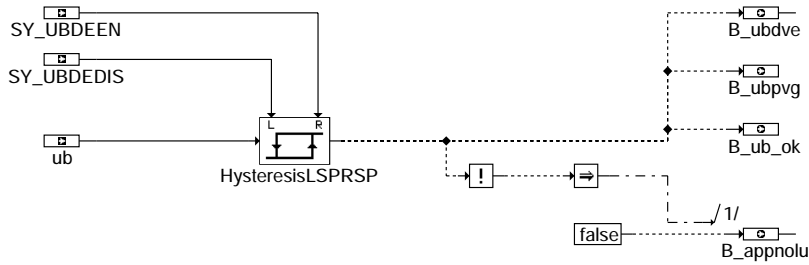 SY_UBDEEN
B_ubdve
SY_UBDEDIS
B_ubpvg
L R
ub
HysteresisLSPRSP
B_ub_ok
!
⇒
/1/
false
B_appnolu